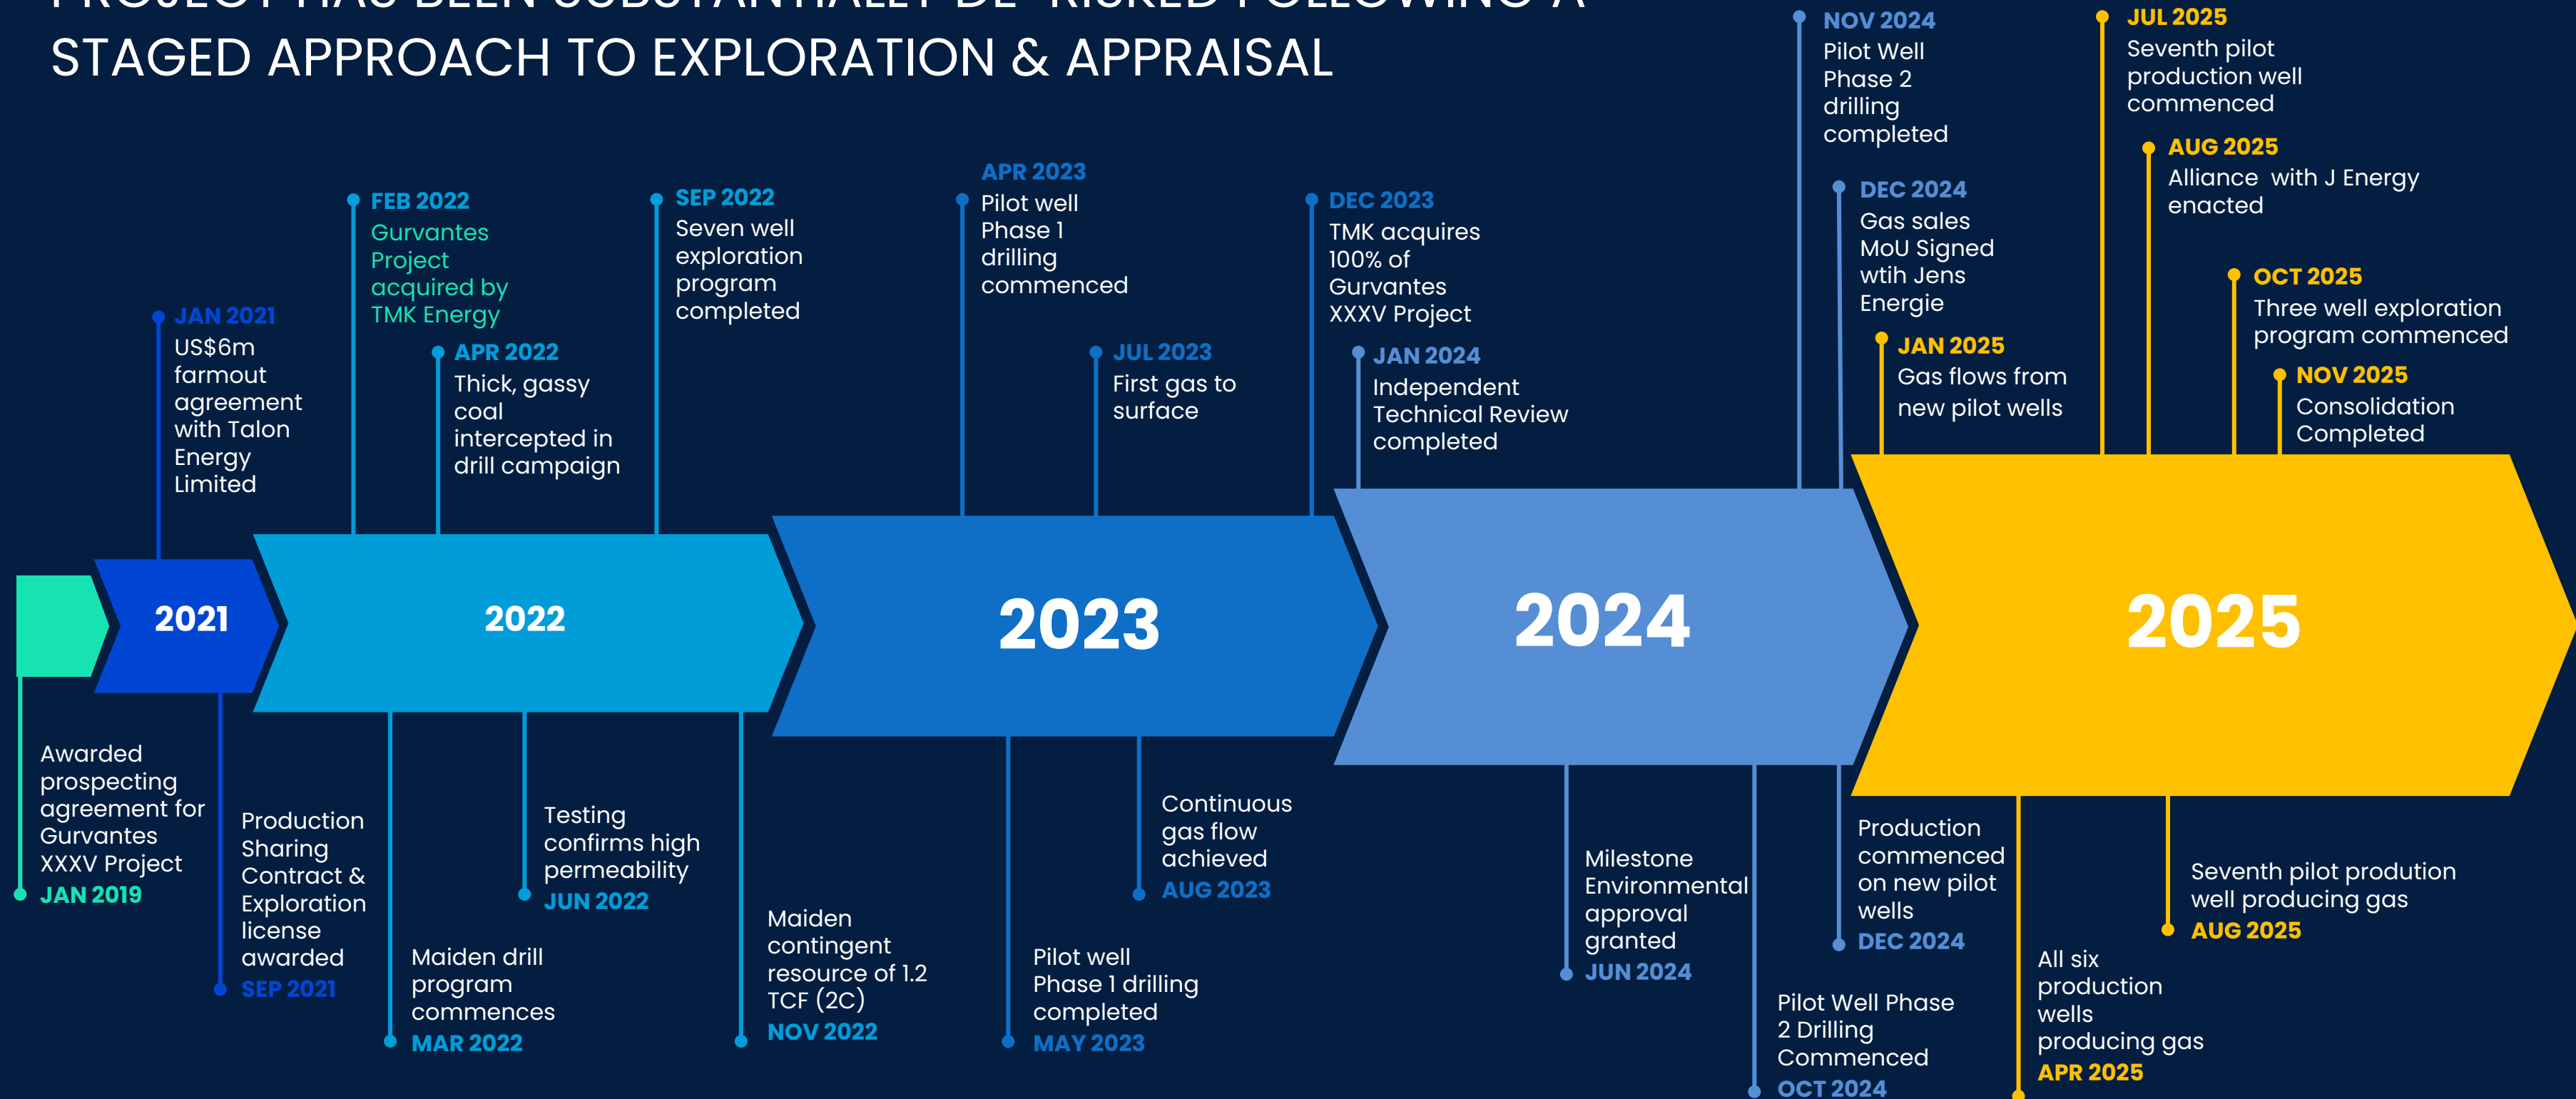 PROJECT HAS BEEN SUBSTANTIALLY DE-RISKED FOLLOWING A
STAGED APPROACH TO EXPLORATION & APPRAISAL
JAN 2021
US$6m
farmout
agreement
with Talon
Energy
Limited
FEB 2022
Gurvantes
Project
acquired by
TMK Energy
APR 2022
Thick, gassy
coal
intercepted in
drill campaign
SEP 2022
Seven well
exploration
program
completed
APR 2023
Pilot well
Phase 1
drilling
commenced
JUL 2023
First gas to
surface
DEC 2023
TMK acquires
100% of
Gurvantes
XXXV Project
JAN 2024
Independent
Technical Review
completed
NOV 2024
Pilot Well
Phase 2
drilling
completed
DEC 2024
Gas sales
MoU Signed
wtih Jens
Energie
JAN 2025
Gas flows from
new pilot wells
JUL 2025
Seventh pilot
production well
commenced
AUG 2025
Alliance  with J Energy
enacted
OCT 2025
Three well exploration
program commenced
NOV 2025
Consolidation
Completed
2021
2022
2023
2024
2025
Awarded
prospecting
agreement for
Gurvantes
XXXV Project
JAN 2019
Production
Sharing
Contract &
Exploration
license
awarded
SEP 2021
Maiden drill
program
commences
MAR 2022
Testing
confirms high
permeability
JUN 2022
Maiden
contingent
resource of 1.2
TCF (2C)
NOV 2022
Pilot well
Phase 1 drilling
completed
MAY 2023
Continuous
gas flow
achieved
AUG 2023
Milestone
Environmental
approval
granted
JUN 2024
Pilot Well Phase
2 Drilling
Commenced
OCT 2024
Production
commenced
on new pilot
wells
DEC 2024
All six
production
wells
producing gas
APR 2025
Seventh pilot prodution
well producing gas
AUG 2025